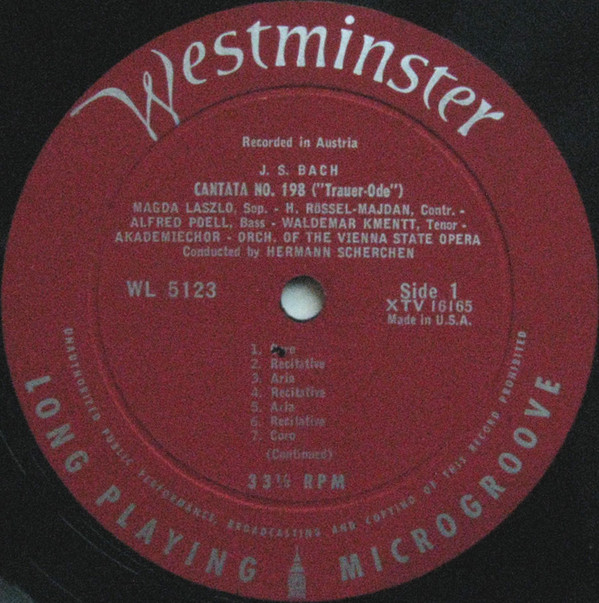 Westminster
Recorded in Austria
J. S. BACH
CANTATA NO. 198 ("Trauer-Ode")
MAGDA LASZLO, Sop. - H. RÖSSEL-MAJDAN, Contr. -
ALFRED POELL, Bass - WALDEMAR KMENTT, Tenor -
AKADEMIECHOR - ORCH. OF THE VIENNA STATE OPERA
Conducted by HERMANN SCHERCHEN
WL 5123
Side 1
XTV 16165
Made in U.S.A.
1.
2. Recitative
3. Aria
4. Recitative
5. Aria
6. Recitative
7. Coro
(Continued)
33 1/3 RPM
UNAUTHORIZED PUBLIC PERFORMANCE, BROADCASTING AND COPYING OF THIS RECORD PROHIBITED
LONG PLAYING MICROGROOVE